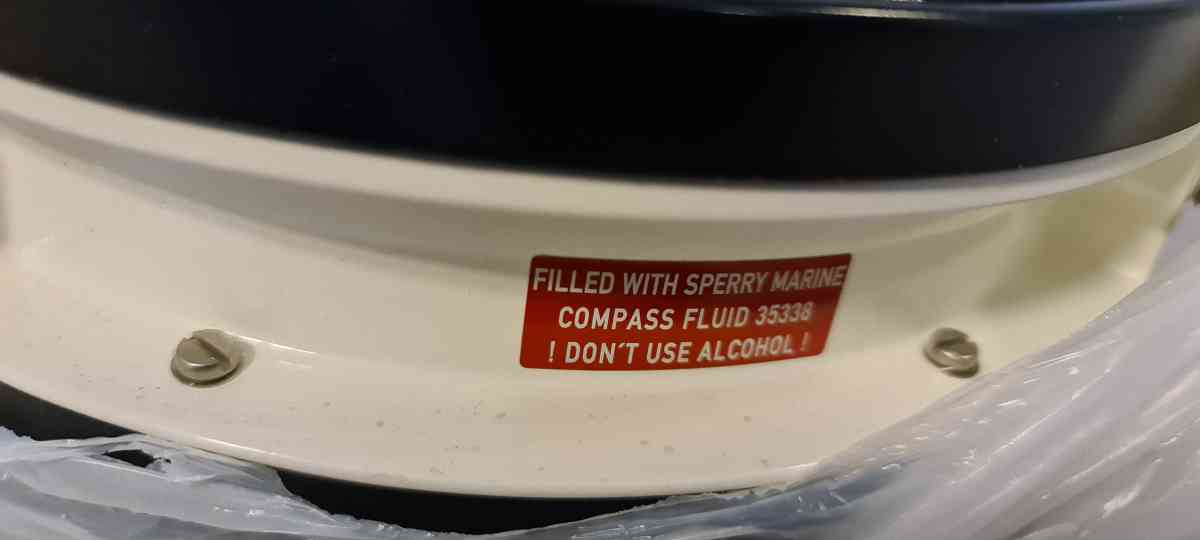 FILLED WITH SPERRY MARINE
COMPASS FLUID 35338
! DON´T USE ALCOHOL !